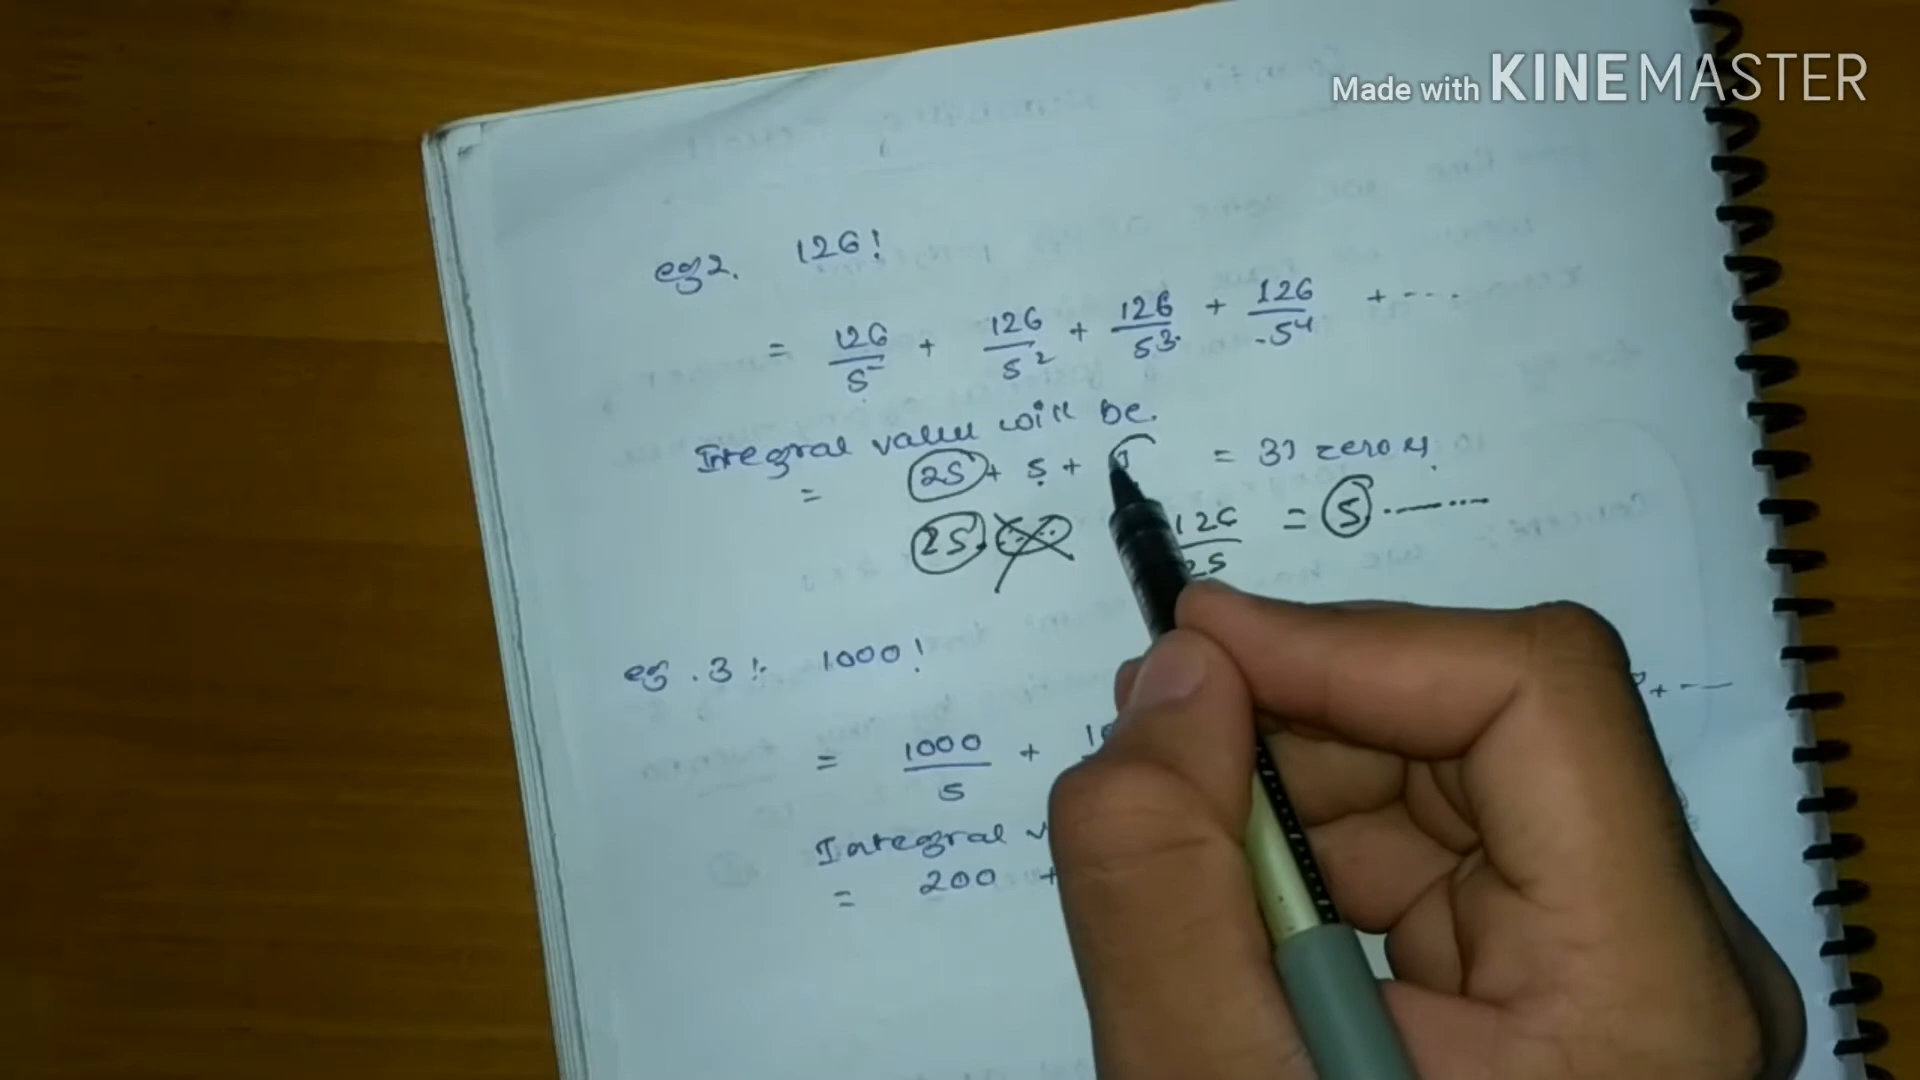 Made with KINEMASTER
eg2. 126!
= 126/5 + 126/5² + 126/5³ + 126/5⁴ + ...
Integral value will be.
= 25 + 5 + 1 = 31 zeroes.
25. .... 126/25 = 5. .......
eg.3 :- 1000!
= 1000/5 +
Integral
= 200 +